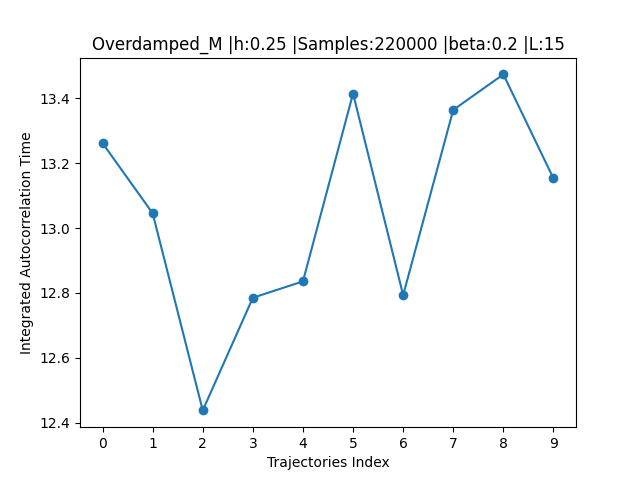 Overdamped_M |h:0.25 |Samples:220000 |beta:0.2 |L:15
Integrated Autocorrelation Time
13.4
13.2
13.0
12.8
12.6
12.4
0 1 2 3 4 5 6 7 8 9
Trajectories Index